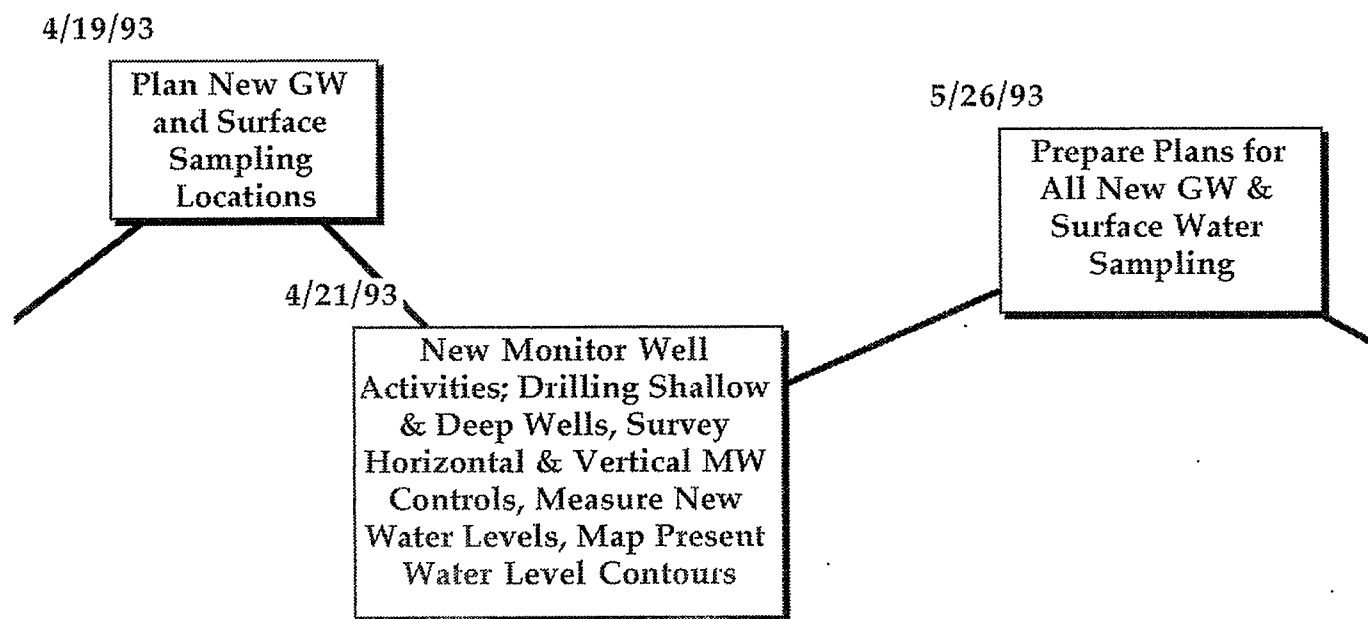 4/19/93
Plan New GW
and Surface
Sampling
Locations
4/21/93
New Monitor Well
Activities; Drilling Shallow
& Deep Wells, Survey
Horizontal & Vertical MW
Controls, Measure New
Water Levels, Map Present
Water Level Contours
5/26/93
Prepare Plans for
All New GW &
Surface Water
Sampling